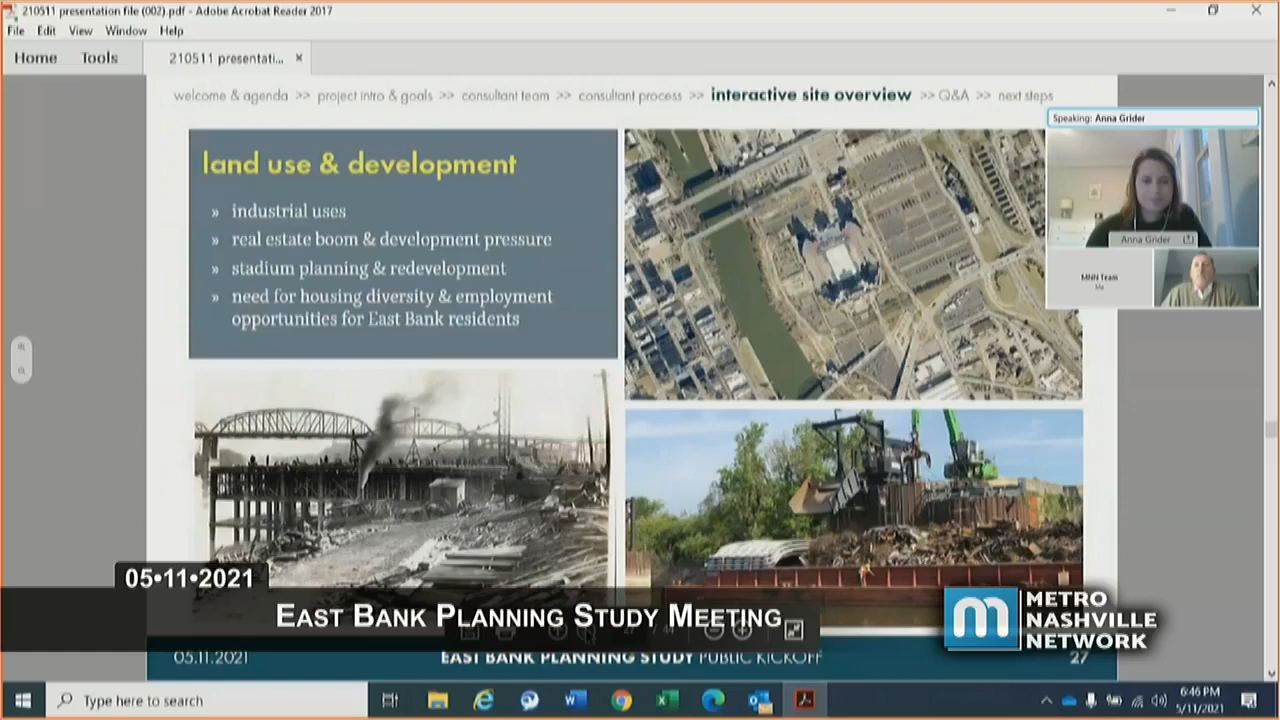 210511 presentation file (002).pdf - Adobe Acrobat Reader 2017
File Edit View Window Help
Home Tools 210511 presentati... ×
welcome & agenda >> project intro & goals >> consultant team >> consultant process >> interactive site overview >> Q&A >> next steps
Speaking: Anna Grider
land use & development
» industrial uses
» real estate boom & development pressure
» stadium planning & redevelopment
» need for housing diversity & employment
opportunities for East Bank residents
Anna Grider
MNN Team
05•11•2021
EAST BANK PLANNING STUDY MEETING
METRO
NASHVILLE
NETWORK
05.11.2021 EAST BANK PLANNING STUDY PUBLIC KICKOFF 27
Type here to search
6:46 PM
5/11/2021